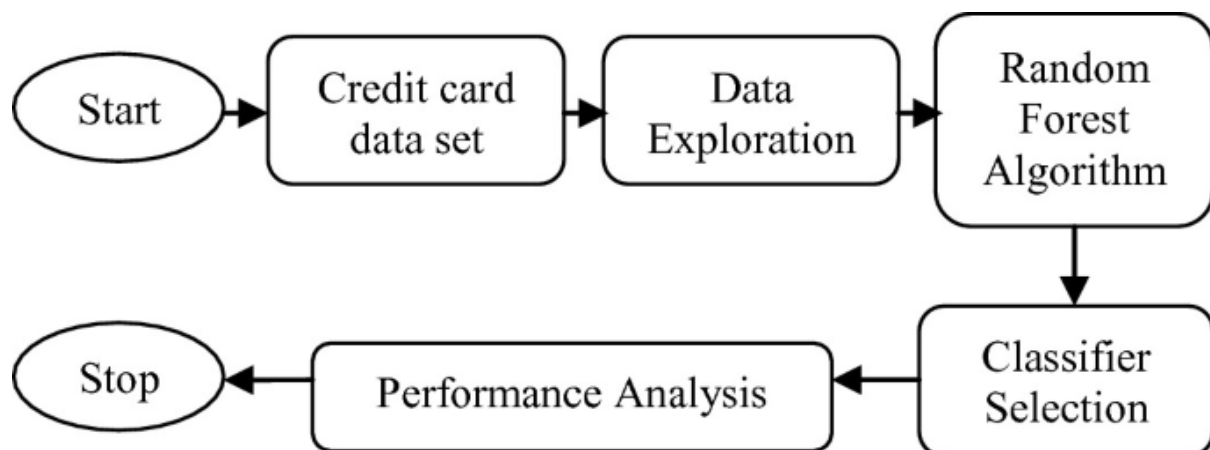 Start
Credit card
data set
Data
Exploration
Random
Forest
Algorithm
Classifier
Selection
Performance Analysis
Stop